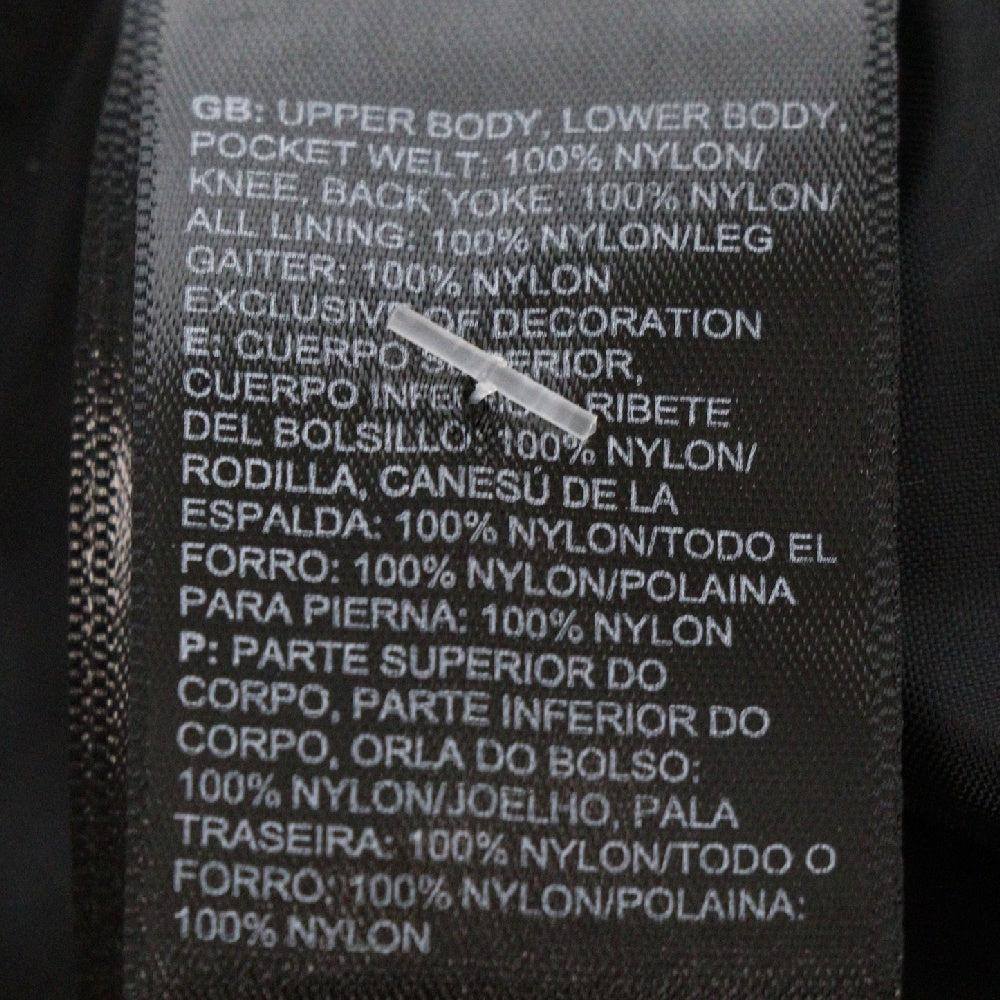 GB: UPPER BODY, LOWER BODY,
POCKET WELT: 100% NYLON/
KNEE, BACK YOKE: 100% NYLON/
ALL LINING: 100% NYLON/LEG
GAITER: 100% NYLON
EXCLUSIVE OF DECORATION
E: CUERPO SUPERIOR,
CUERPO RIBETE
DEL BOLSILLO: 100% NYLON/
RODILLA, CANESÚ DE LA
ESPALDA: 100% NYLON/TODO EL
FORRO: 100% NYLON/POLAINA
PARA PIERNA: 100% NYLON
P: PARTE SUPERIOR DO
CORPO, PARTE INFERIOR DO
CORPO, ORLA DO BOLSO:
100% NYLON/JOELHO, PALA
TRASEIRA: 100% NYLON/TODO O
FORRO: 100% NYLON/POLAINA:
100% NYLON